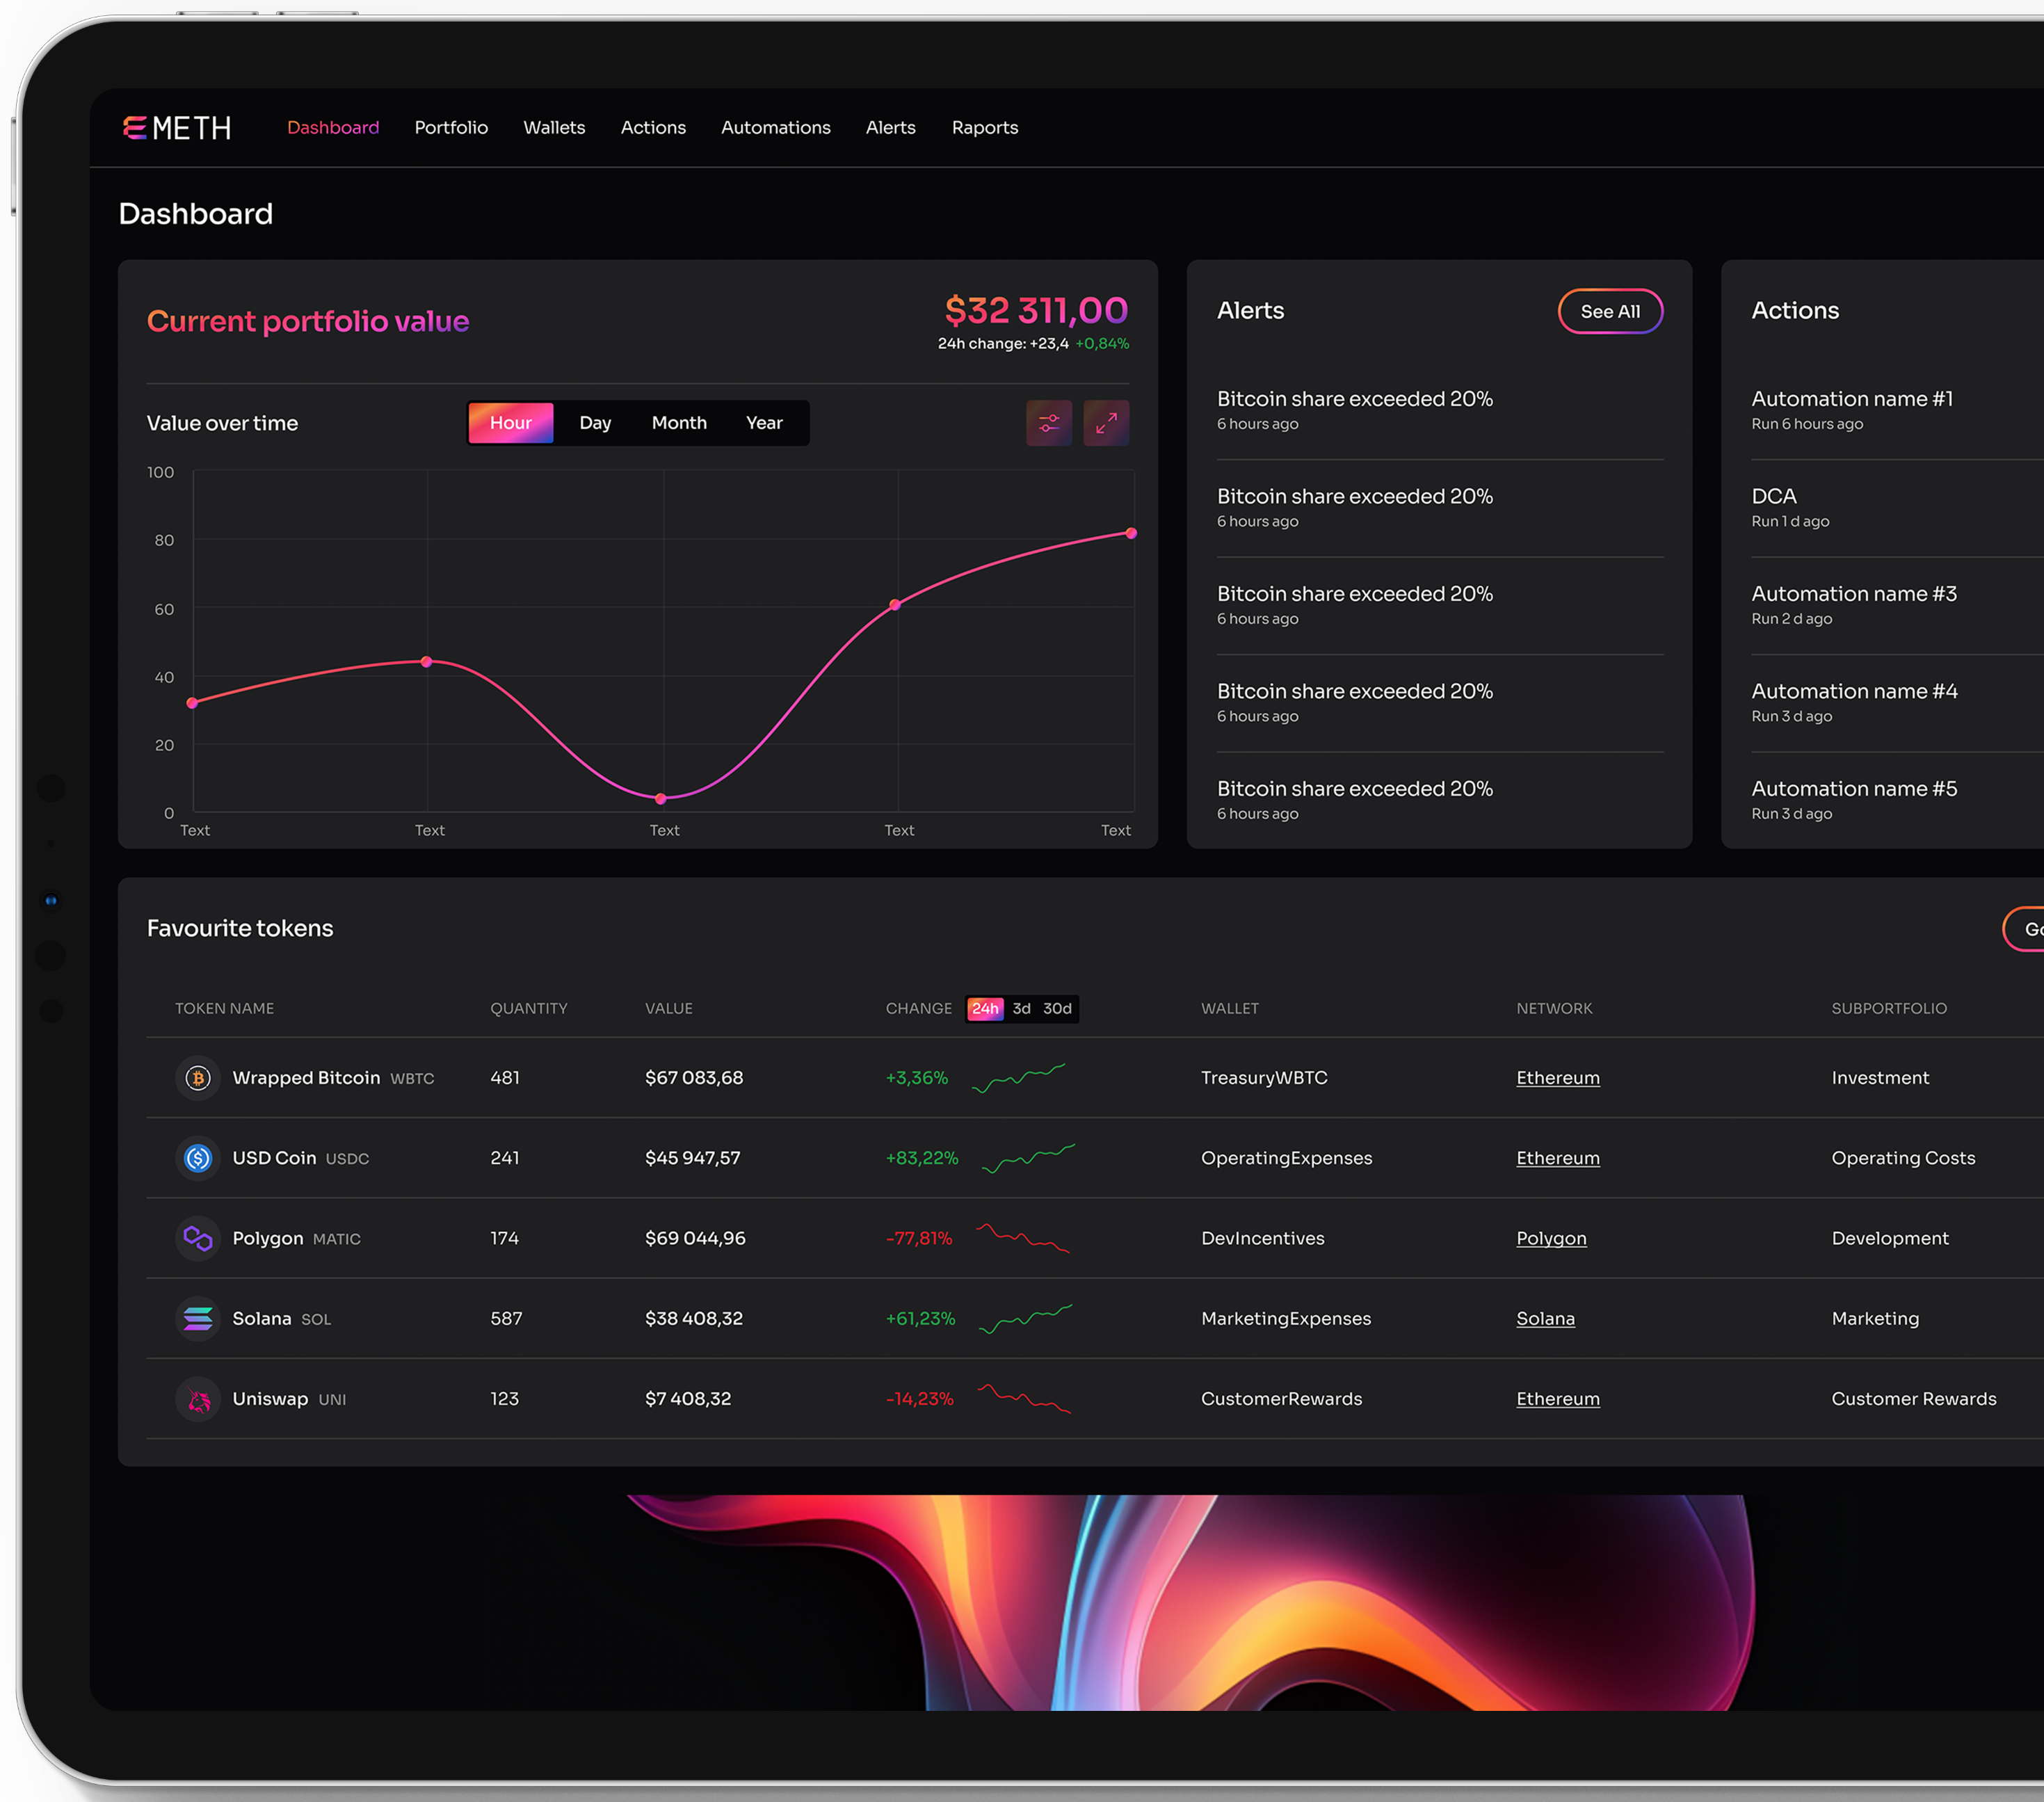 EMETH Dashboard Portfolio Wallets Actions Automations Alerts Raports
Dashboard
Current portfolio value
$32 311,00
24h change: +23,4 +0,84%
Value over time
Hour Day Month Year
100
80
60
40
20
0
Text Text Text Text Text
Alerts
See All
Bitcoin share exceeded 20%
6 hours ago
Bitcoin share exceeded 20%
6 hours ago
Bitcoin share exceeded 20%
6 hours ago
Bitcoin share exceeded 20%
6 hours ago
Bitcoin share exceeded 20%
6 hours ago
Actions
Automation name #1
Run 6 hours ago
DCA
Run 1 d ago
Automation name #3
Run 2 d ago
Automation name #4
Run 3 d ago
Automation name #5
Run 3 d ago
Favourite tokens
TOKEN NAME QUANTITY VALUE CHANGE 24h 3d 30d WALLET NETWORK SUBPORTFOLIO
Wrapped Bitcoin WBTC 481 $67 083,68 +3,36% TreasuryWBTC Ethereum Investment
USD Coin USDC 241 $45 947,57 +83,22% OperatingExpenses Ethereum Operating Costs
Polygon MATIC 174 $69 044,96 -77,81% DevIncentives Polygon Development
Solana SOL 587 $38 408,32 +61,23% MarketingExpenses Solana Marketing
Uniswap UNI 123 $7 408,32 -14,23% CustomerRewards Ethereum Customer Rewards